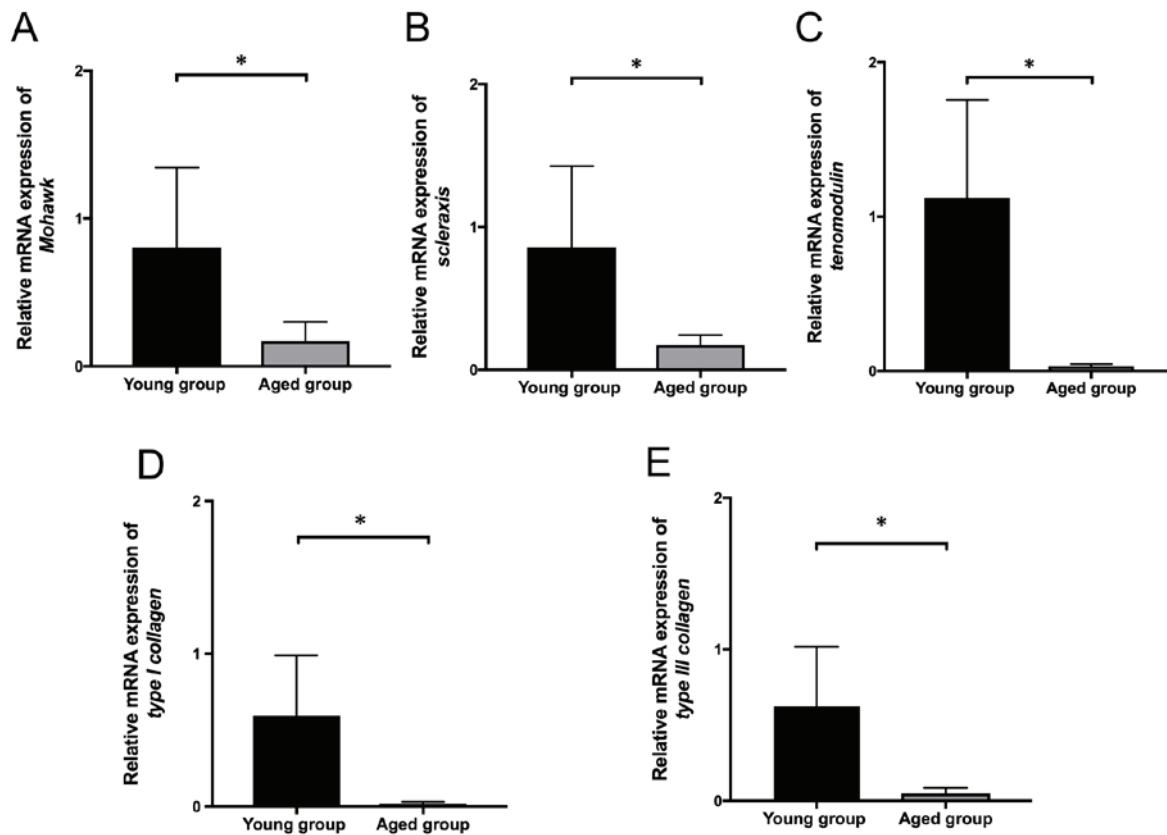 A
Relative mRNA expression of
Mohawk
2
1
0
*
Young group
Aged group
B
Relative mRNA expression of
scleraxis
2
1
0
*
Young group
Aged group
C
Relative mRNA expression of
tenomodulin
2
1
0
*
Young group
Aged group
D
Relative mRNA expression of
type I collagen
2
1
0
*
Young group
Aged group
E
Relative mRNA expression of
type III collagen
2
1
0
*
Young group
Aged group